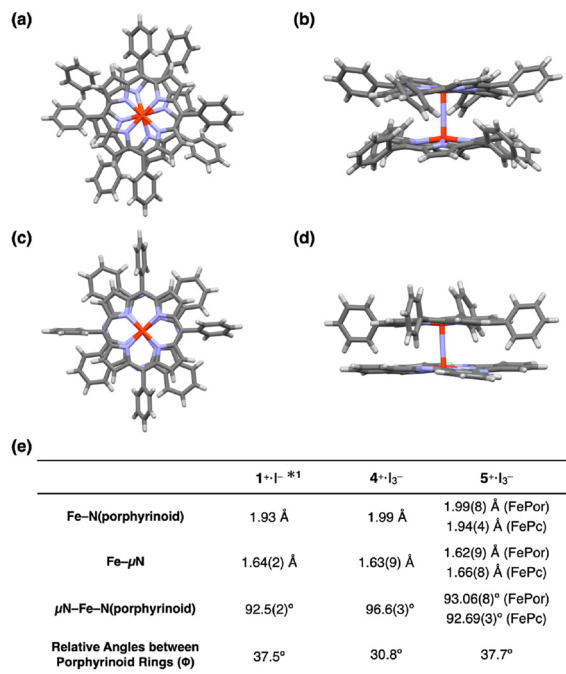 (a)
(b)
(c)
(d)
(e)
1⁺·I⁻ *1 4⁺·I₃⁻ 5⁺·I₃⁻
Fe–N(porphyrinoid) 1.93 Å 1.99 Å 1.99(8) Å (FePor)
1.94(4) Å (FePc)
Fe–μN 1.64(2) Å 1.63(9) Å 1.62(9) Å (FePor)
1.66(8) Å (FePc)
μN–Fe–N(porphyrinoid) 92.5(2)º 96.6(3)º 93.06(8)º (FePor)
92.69(3)º (FePc)
Relative Angles between
Porphyrinoid Rings (Φ) 37.5º 30.8º 37.7º